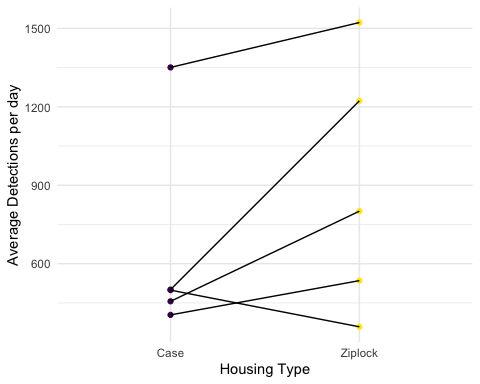 Average Detections per day
1500
1200
900
600
Case
Ziplock
Housing Type